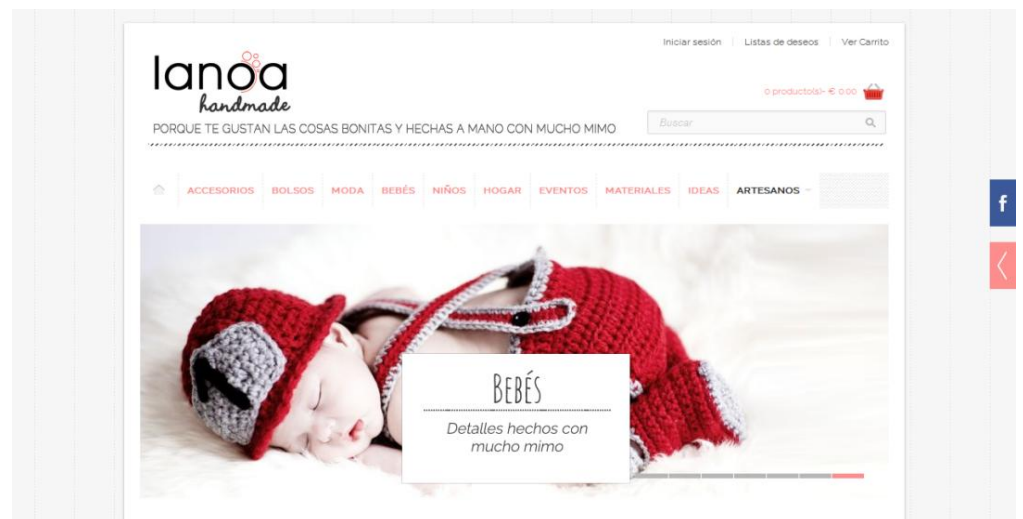 Iniciar sesión
Listas de deseos
Ver Carrito
lanoa
handmade
0 producto(s)- € 0.00
PORQUE TE GUSTAN LAS COSAS BONITAS Y HECHAS A MANO CON MUCHO MIMO
Buscar
ACCESORIOS BOLSOS MODA BEBÉS NIÑOS HOGAR EVENTOS MATERIALES IDEAS ARTESANOS
f
BEBÉS
Detalles hechos con
mucho mimo